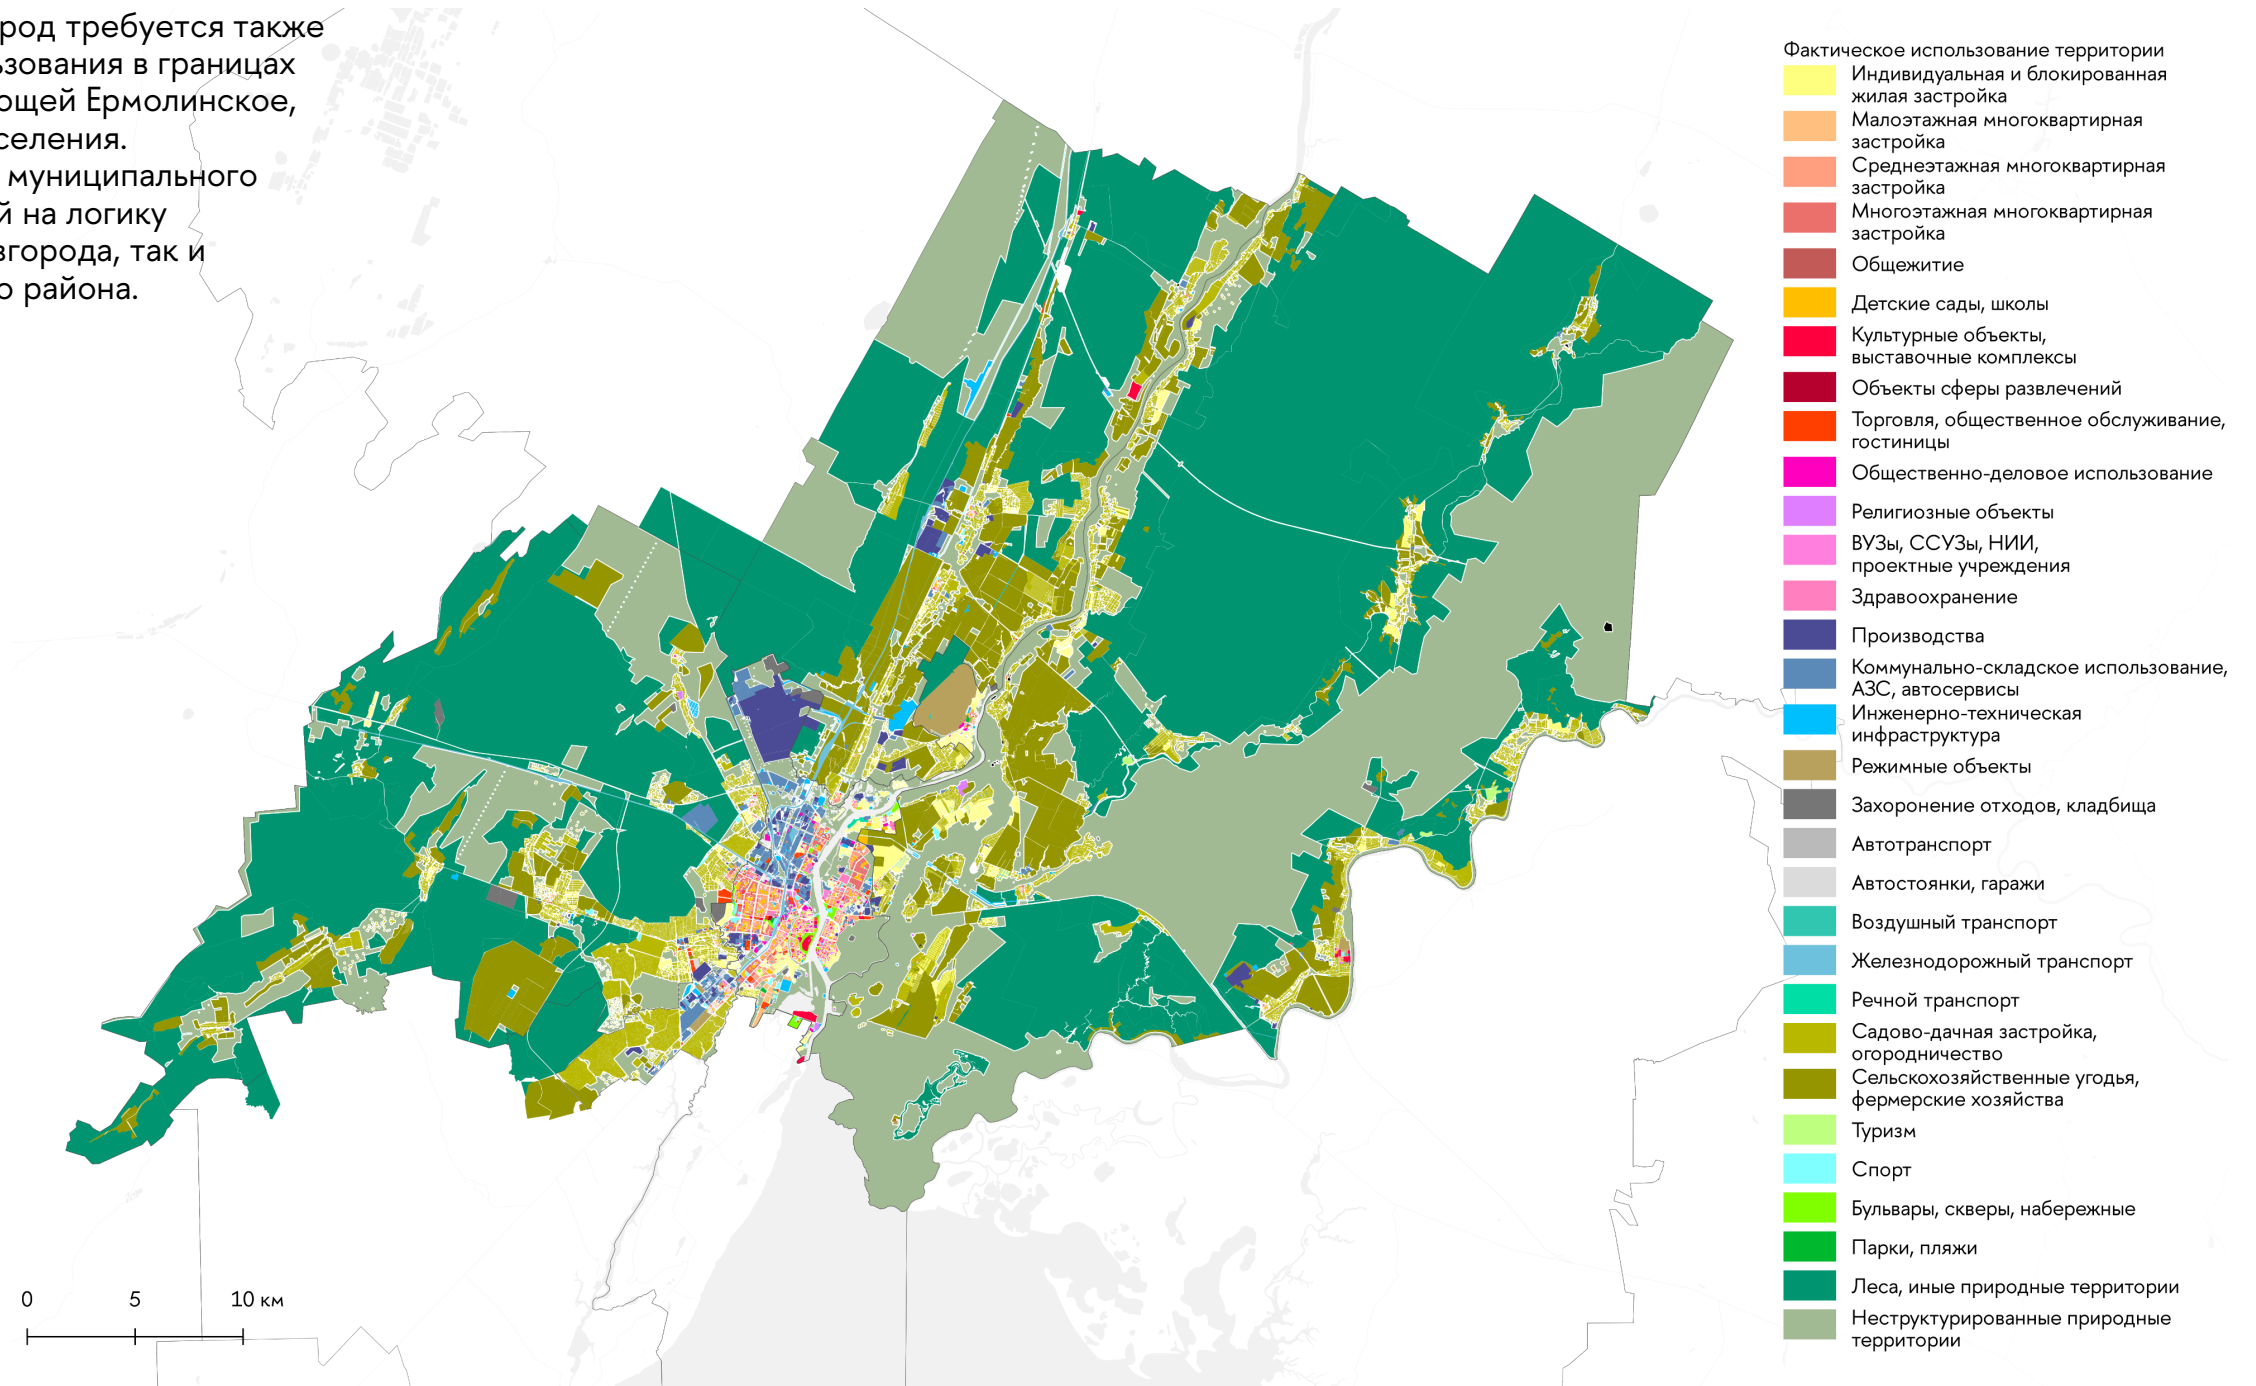 род требуется также
ьзования в границах
ющей Ермолинское,
селения.
муниципального
й на логику
вгорода, так и
о района.
Фактическое использование территории
Индивидуальная и блокированная
жилая застройка
Малоэтажная многоквартирная
застройка
Среднеэтажная многоквартирная
застройка
Многоэтажная многоквартирная
застройка
Общежитие
Детские сады, школы
Культурные объекты,
выставочные комплексы
Объекты сферы развлечений
Торговля, общественное обслуживание,
гостиницы
Общественно-деловое использование
Религиозные объекты
ВУЗы, ССУЗы, НИИ,
проектные учреждения
Здравоохранение
Производства
Коммунально-складское использование,
АЗС, автосервисы
Инженерно-техническая
инфраструктура
Режимные объекты
Захоронение отходов, кладбища
Автотранспорт
Автостоянки, гаражи
Воздушный транспорт
Железнодорожный транспорт
Речной транспорт
Садово-дачная застройка,
огородничество
Сельскохозяйственные угодья,
фермерские хозяйства
Туризм
Спорт
Бульвары, скверы, набережные
Парки, пляжи
Леса, иные природные территории
Неструктурированные природные
территории
0 5 10 км